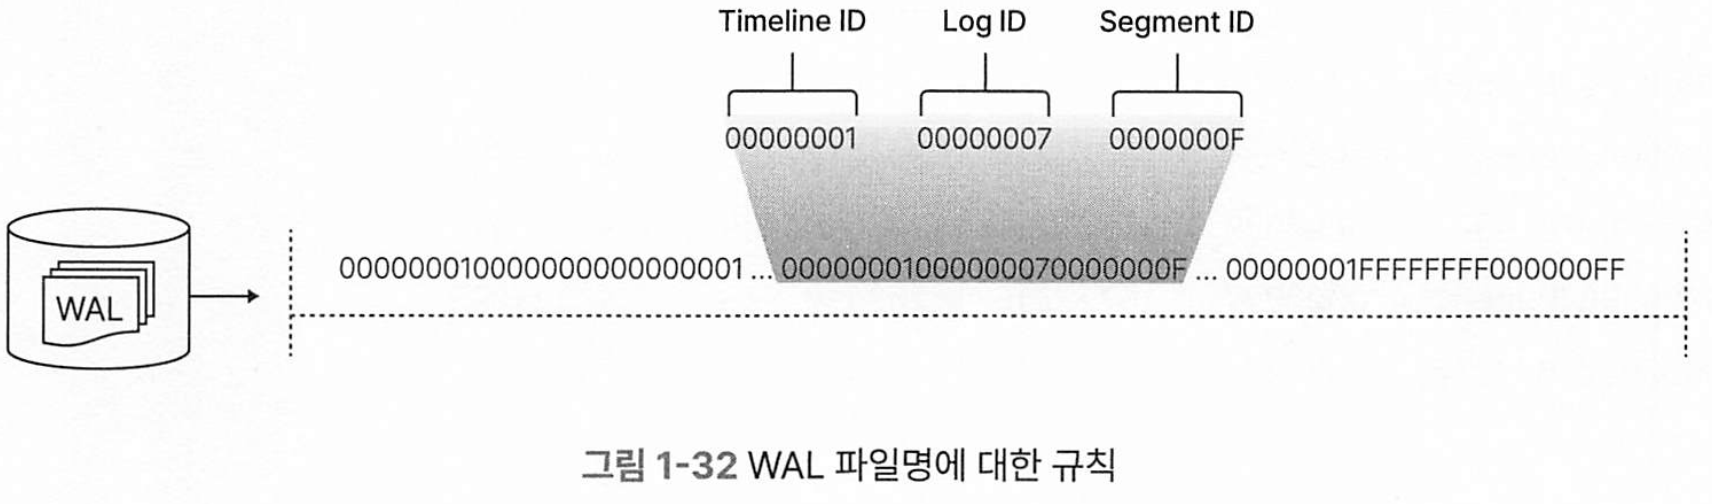 Timeline ID Log ID Segment ID
00000001 00000007 0000000F
000000010000000000000001 ... 00000001000000070000000F ... 00000001FFFFFFFF000000FF
WAL
그림 1-32 WAL 파일명에 대한 규칙